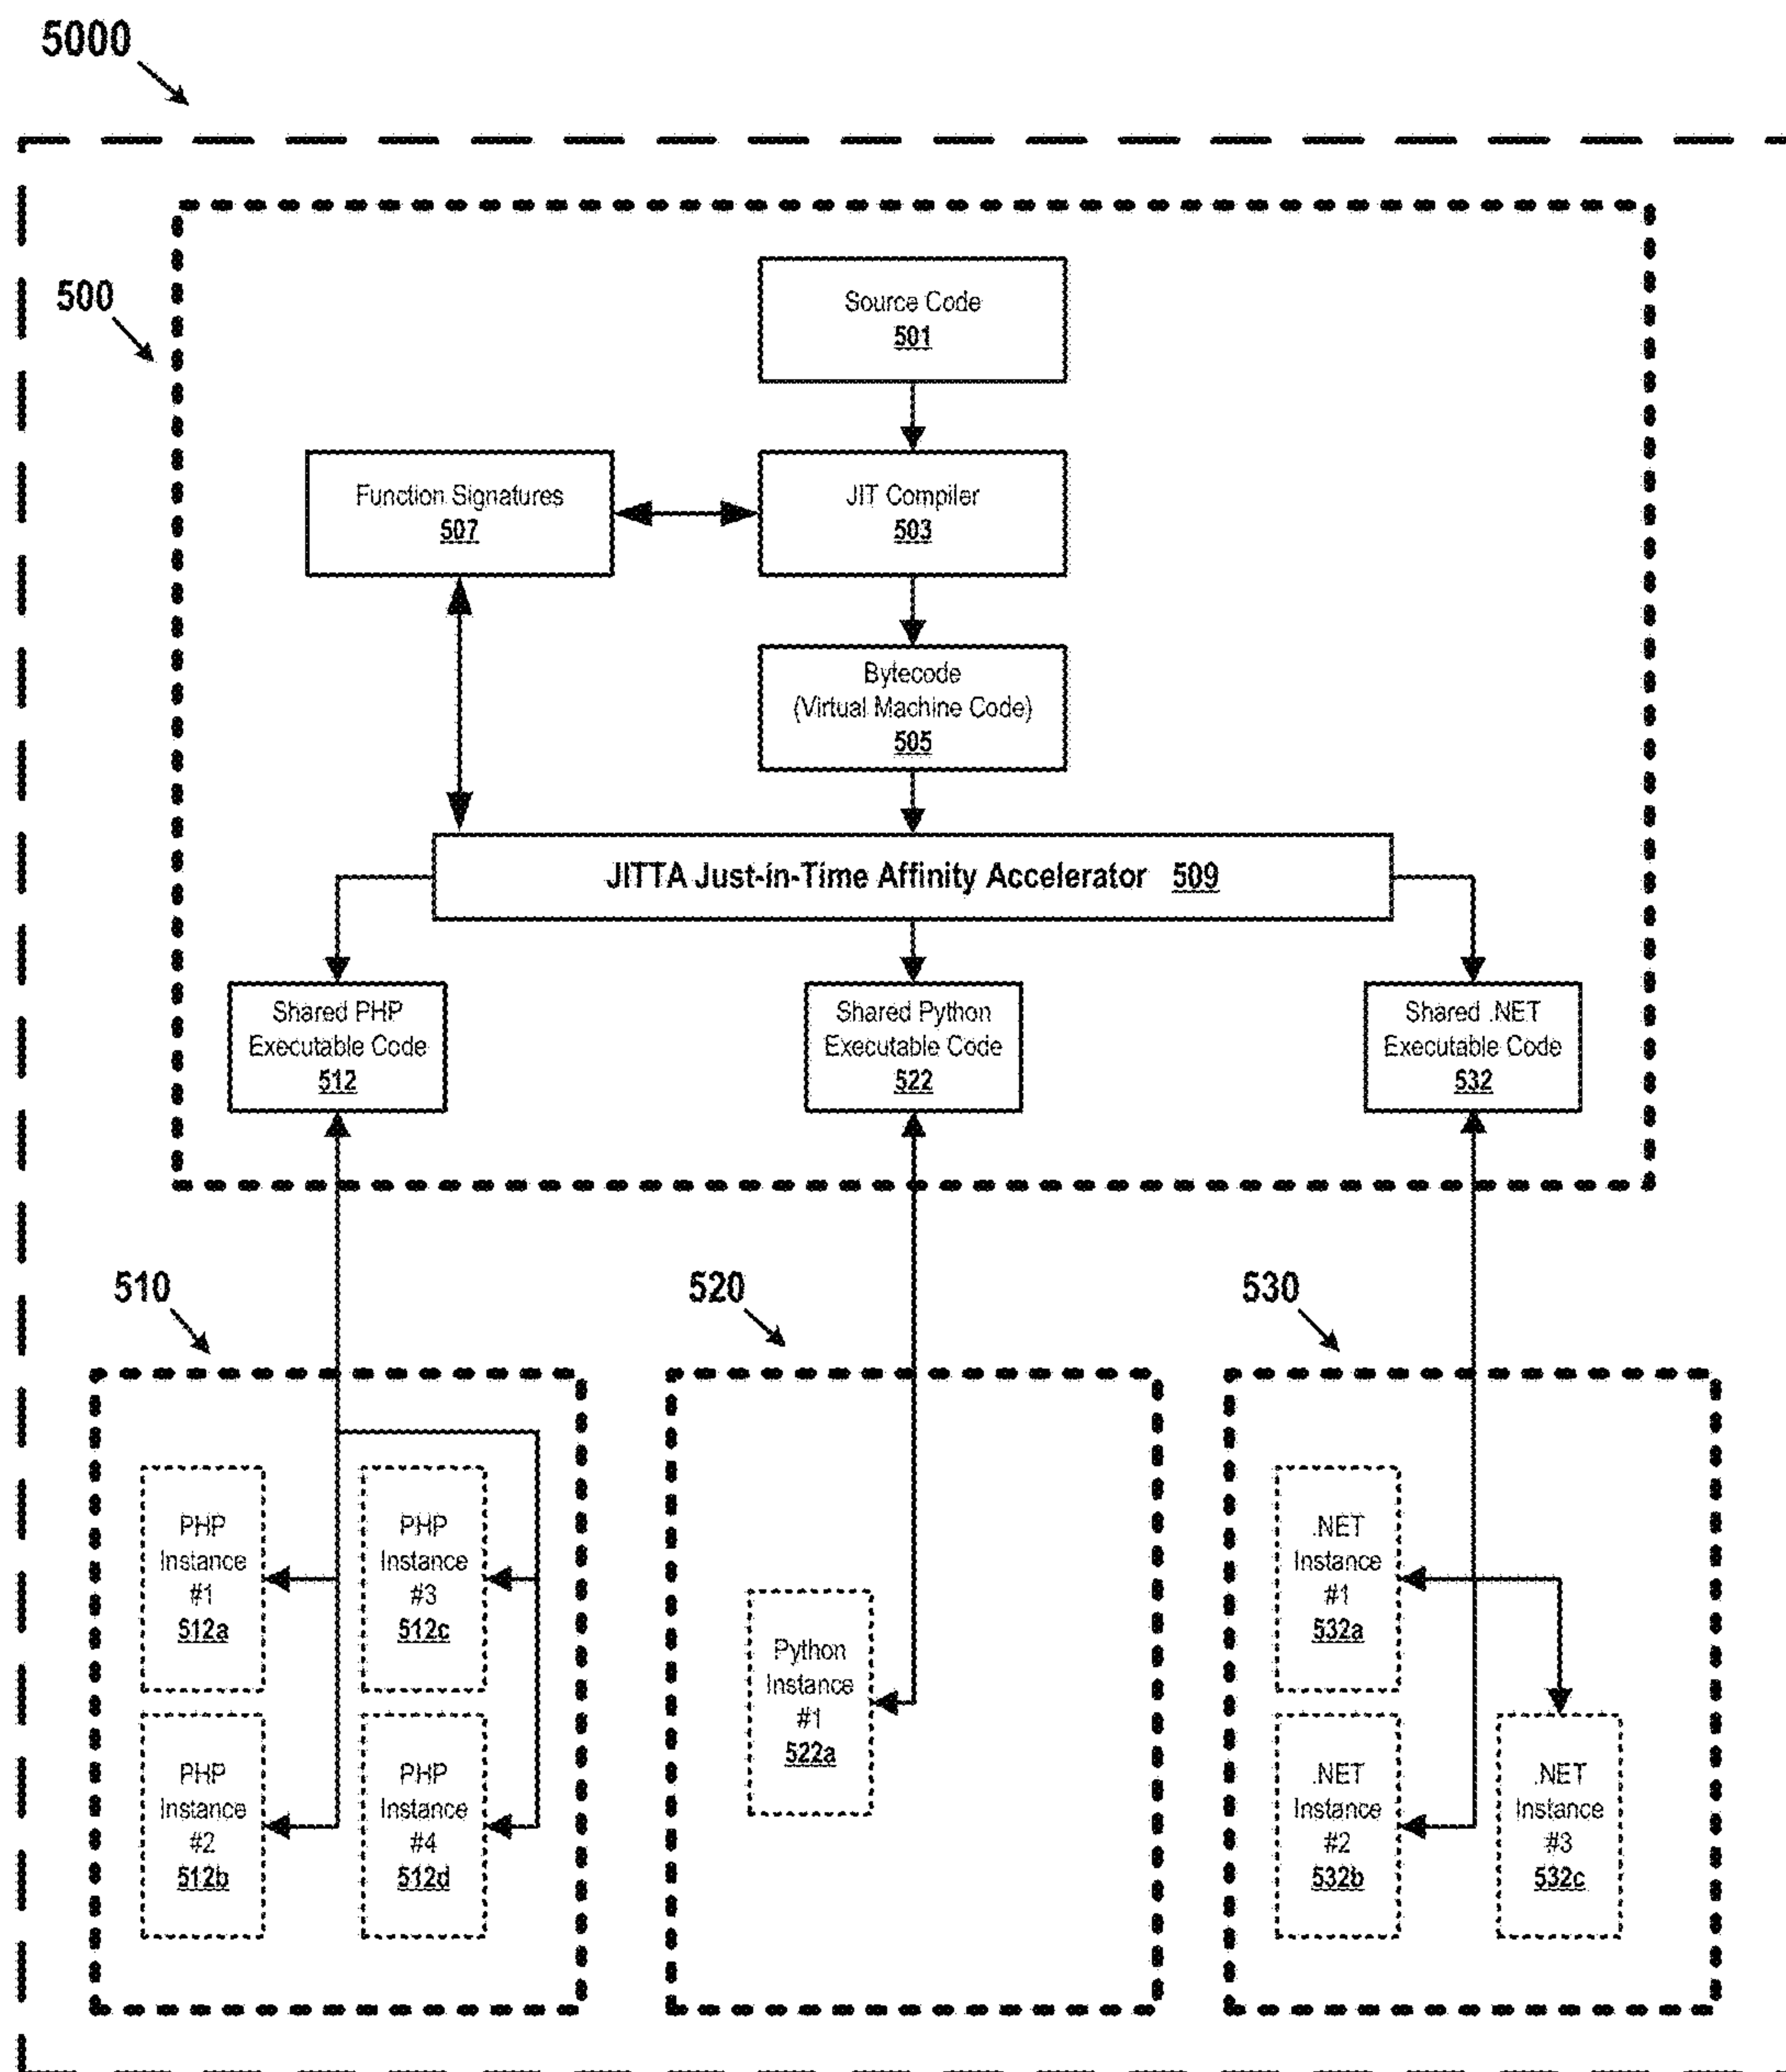 5000
500
Source Code
501
Function Signatures
507
JIT Compiler
503
Bytecode
(Virtual Machine Code)
505
JITTA Just-in-Time Affinity Accelerator 509
Shared PHP
Executable Code
512
Shared Python
Executable Code
522
Shared .NET
Executable Code
532
510
520
530
PHP
Instance
#1
512a
PHP
Instance
#3
512c
PHP
Instance
#2
512b
PHP
Instance
#4
512d
Python
Instance
#1
522a
.NET
Instance
#1
532a
.NET
Instance
#2
532b
.NET
Instance
#3
532c